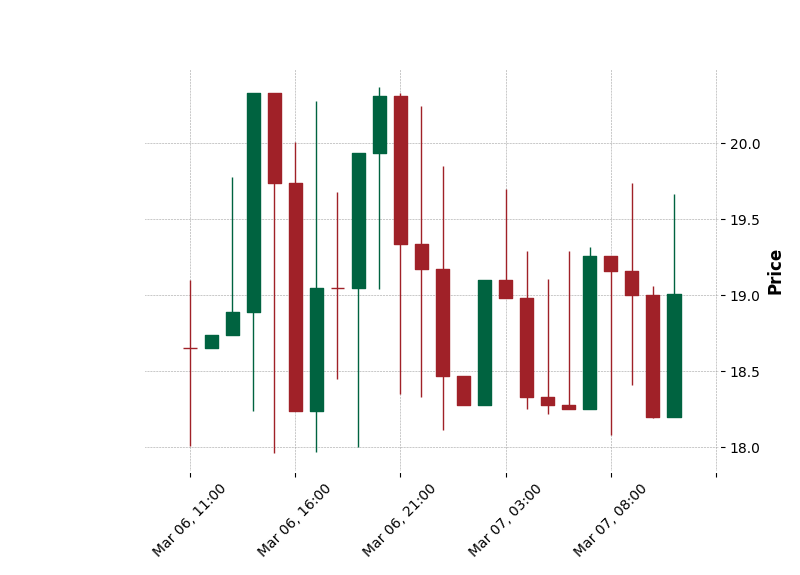 20.0
19.5
19.0
18.5
18.0
Price
Mar 06, 11:00
Mar 06, 16:00
Mar 06, 21:00
Mar 07, 03:00
Mar 07, 08:00